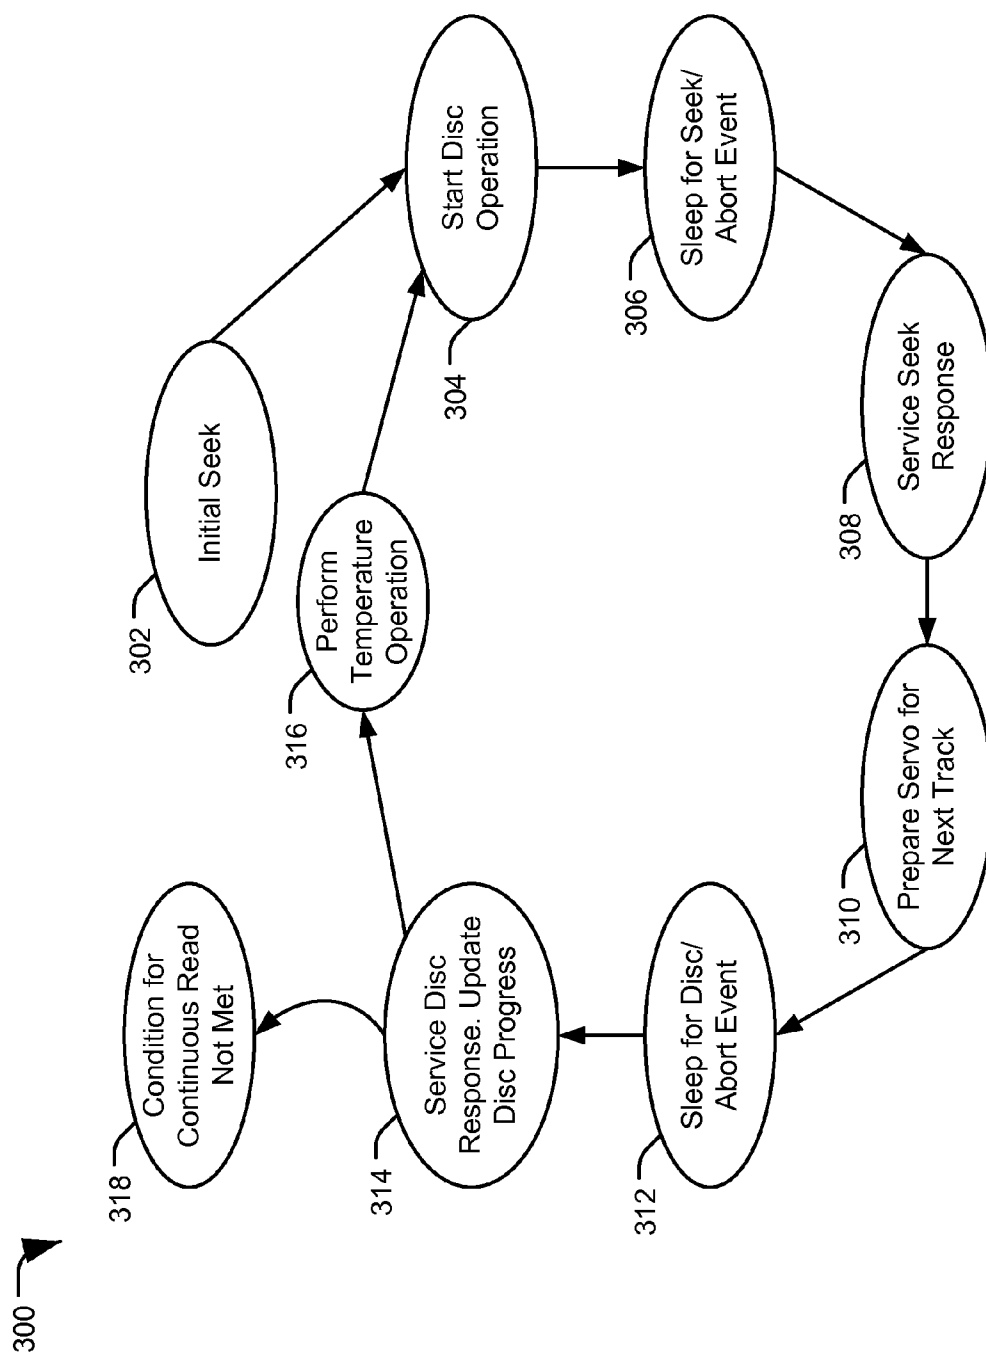 300
302
Initial Seek
304
Start Disc
Operation
306
Sleep for Seek/
Abort Event
308
Service Seek
Response
310
Prepare Servo for
Next Track
312
Sleep for Disc/
Abort Event
314
Service Disc
Response. Update
Disc Progress
316
Perform
Temperature
Operation
318
Condition for
Continuous Read
Not Met